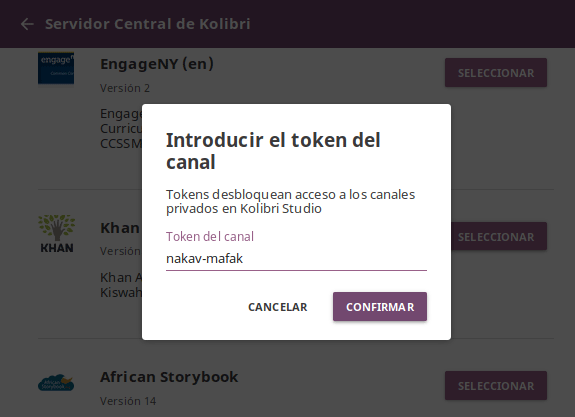 Servidor Central de Kolibri
engage
EngageNY (en)
SELECCIONAR
Versión 2
Engage
Curricu
CCSSM
Introducir el token del
canal
Tokens desbloquean acceso a los canales
privados en Kolibri Studio
Token del canal
nakav-mafak
CANCELAR
CONFIRMAR
KHAN
Khan
Versión
Khan A
Kiswah
SELECCIONAR
African Storybook
Versión 14
SELECCIONAR